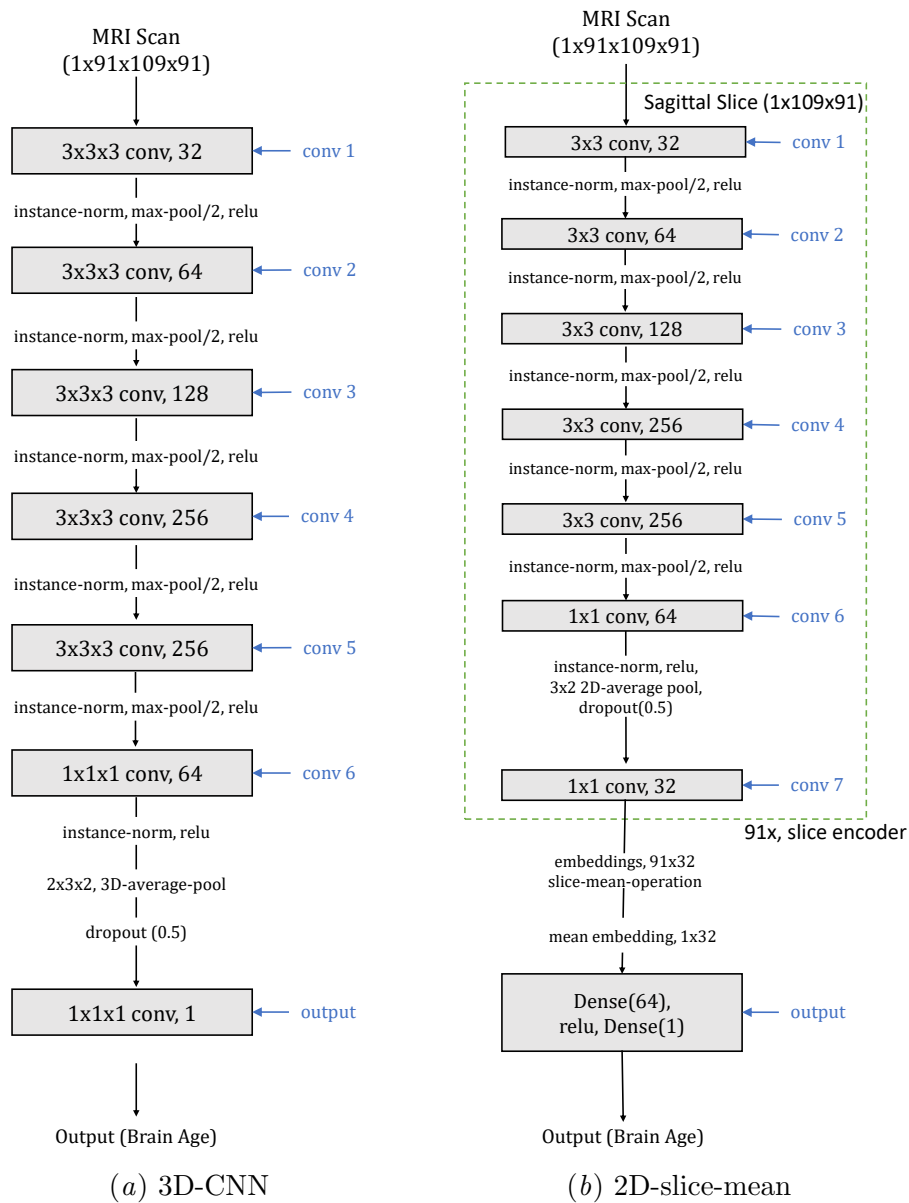 MRI Scan
(1x91x109x91)
3x3x3 conv, 32
conv 1
instance-norm, max-pool/2, relu
3x3x3 conv, 64
conv 2
instance-norm, max-pool/2, relu
3x3x3 conv, 128
conv 3
instance-norm, max-pool/2, relu
3x3x3 conv, 256
conv 4
instance-norm, max-pool/2, relu
3x3x3 conv, 256
conv 5
instance-norm, max-pool/2, relu
1x1x1 conv, 64
conv 6
instance-norm, relu
2x3x2, 3D-average-pool
dropout (0.5)
1x1x1 conv, 1
output
Output (Brain Age)
(a) 3D-CNN
MRI Scan
(1x91x109x91)
Sagittal Slice (1x109x91)
3x3 conv, 32
conv 1
instance-norm, max-pool/2, relu
3x3 conv, 64
conv 2
instance-norm, max-pool/2, relu
3x3 conv, 128
conv 3
instance-norm, max-pool/2, relu
3x3 conv, 256
conv 4
instance-norm, max-pool/2, relu
3x3 conv, 256
conv 5
instance-norm, max-pool/2, relu
1x1 conv, 64
conv 6
instance-norm, relu,
3x2 2D-average pool,
dropout(0.5)
1x1 conv, 32
conv 7
91x, slice encoder
embeddings, 91x32
slice-mean-operation
mean embedding, 1x32
Dense(64),
relu, Dense(1)
output
Output (Brain Age)
(b) 2D-slice-mean